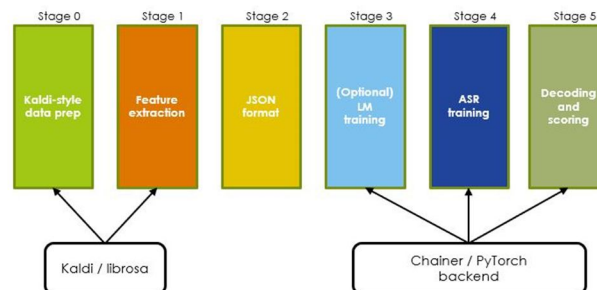 Stage 0
Stage 1
Stage 2
Stage 3
Stage 4
Stage 5
Kaldi-style
data prep
Feature
extraction
JSON
format
(Optional)
LM
training
ASR
training
Decoding
and
scoring
Kaldi / librosa
Chainer / PyTorch
backend